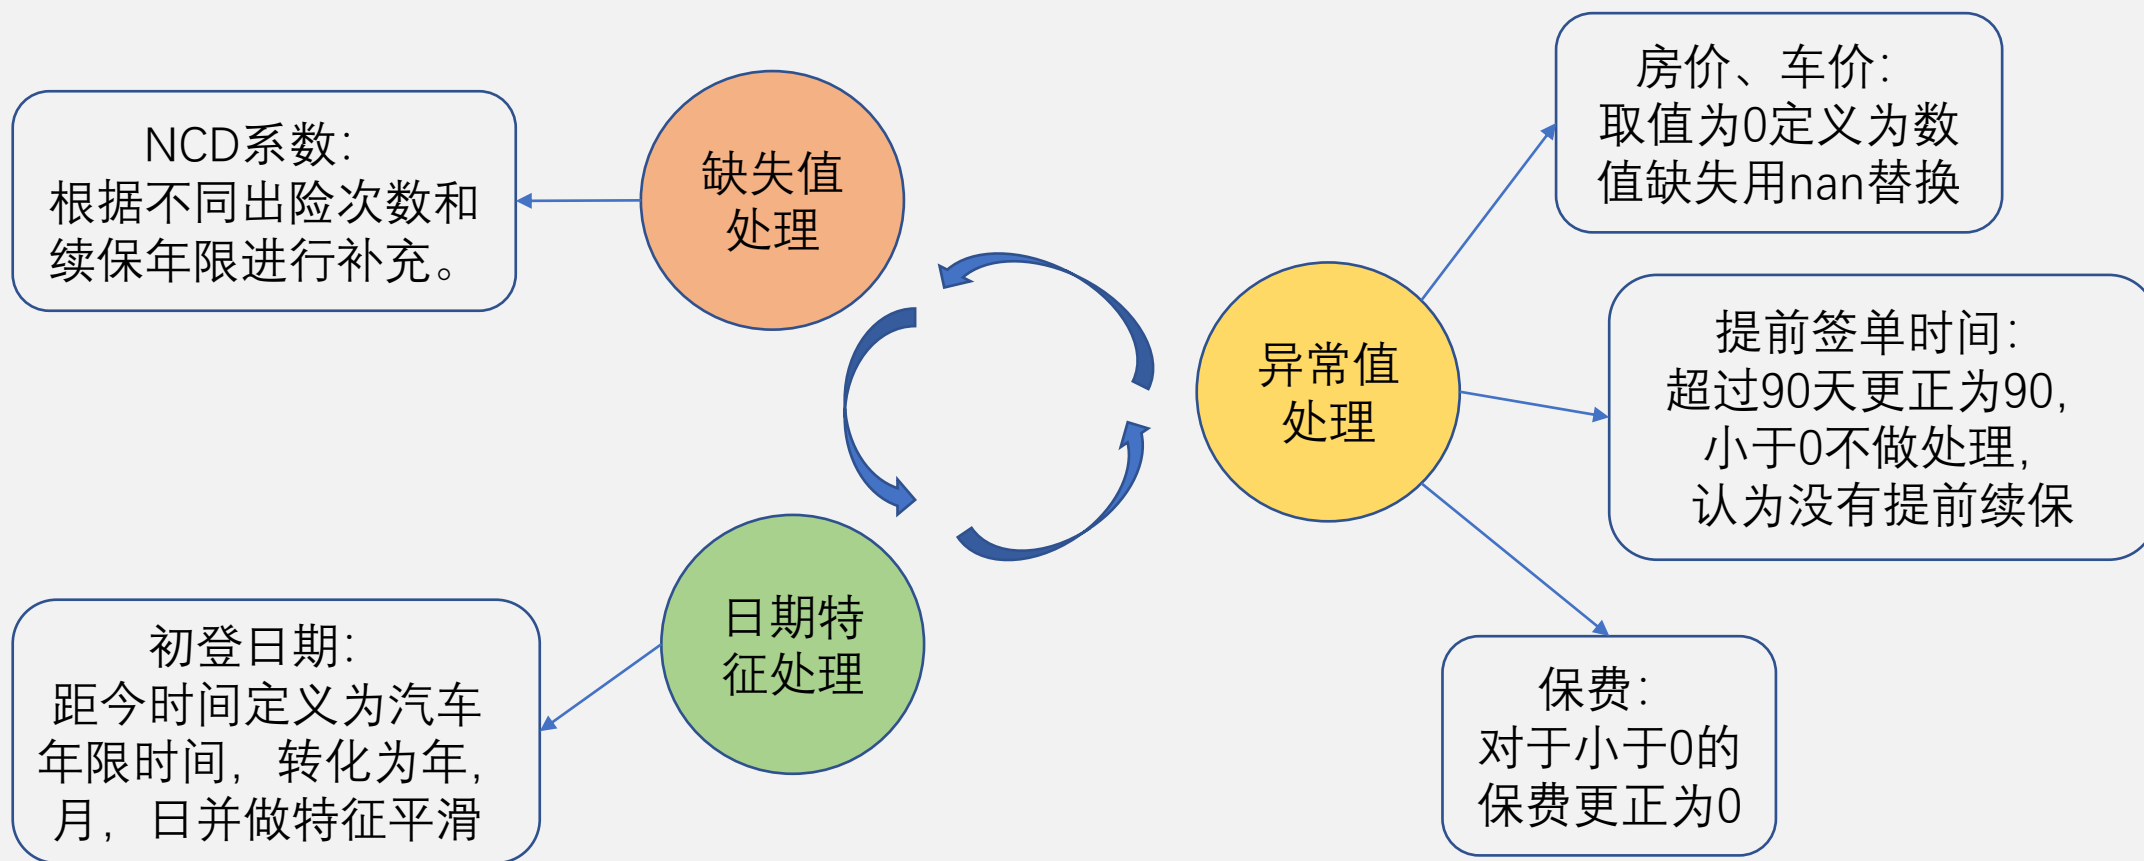 NCD系数：
根据不同出险次数和
续保年限进行补充。
缺失值
处理
房价、车价：
取值为0定义为数
值缺失用nan替换
异常值
处理
提前签单时间：
超过90天更正为90，
小于0不做处理，
认为没有提前续保
日期特
征处理
初登日期：
距今时间定义为汽车
年限时间，转化为年，
月，日并做特征平滑
保费：
对于小于0的
保费更正为0